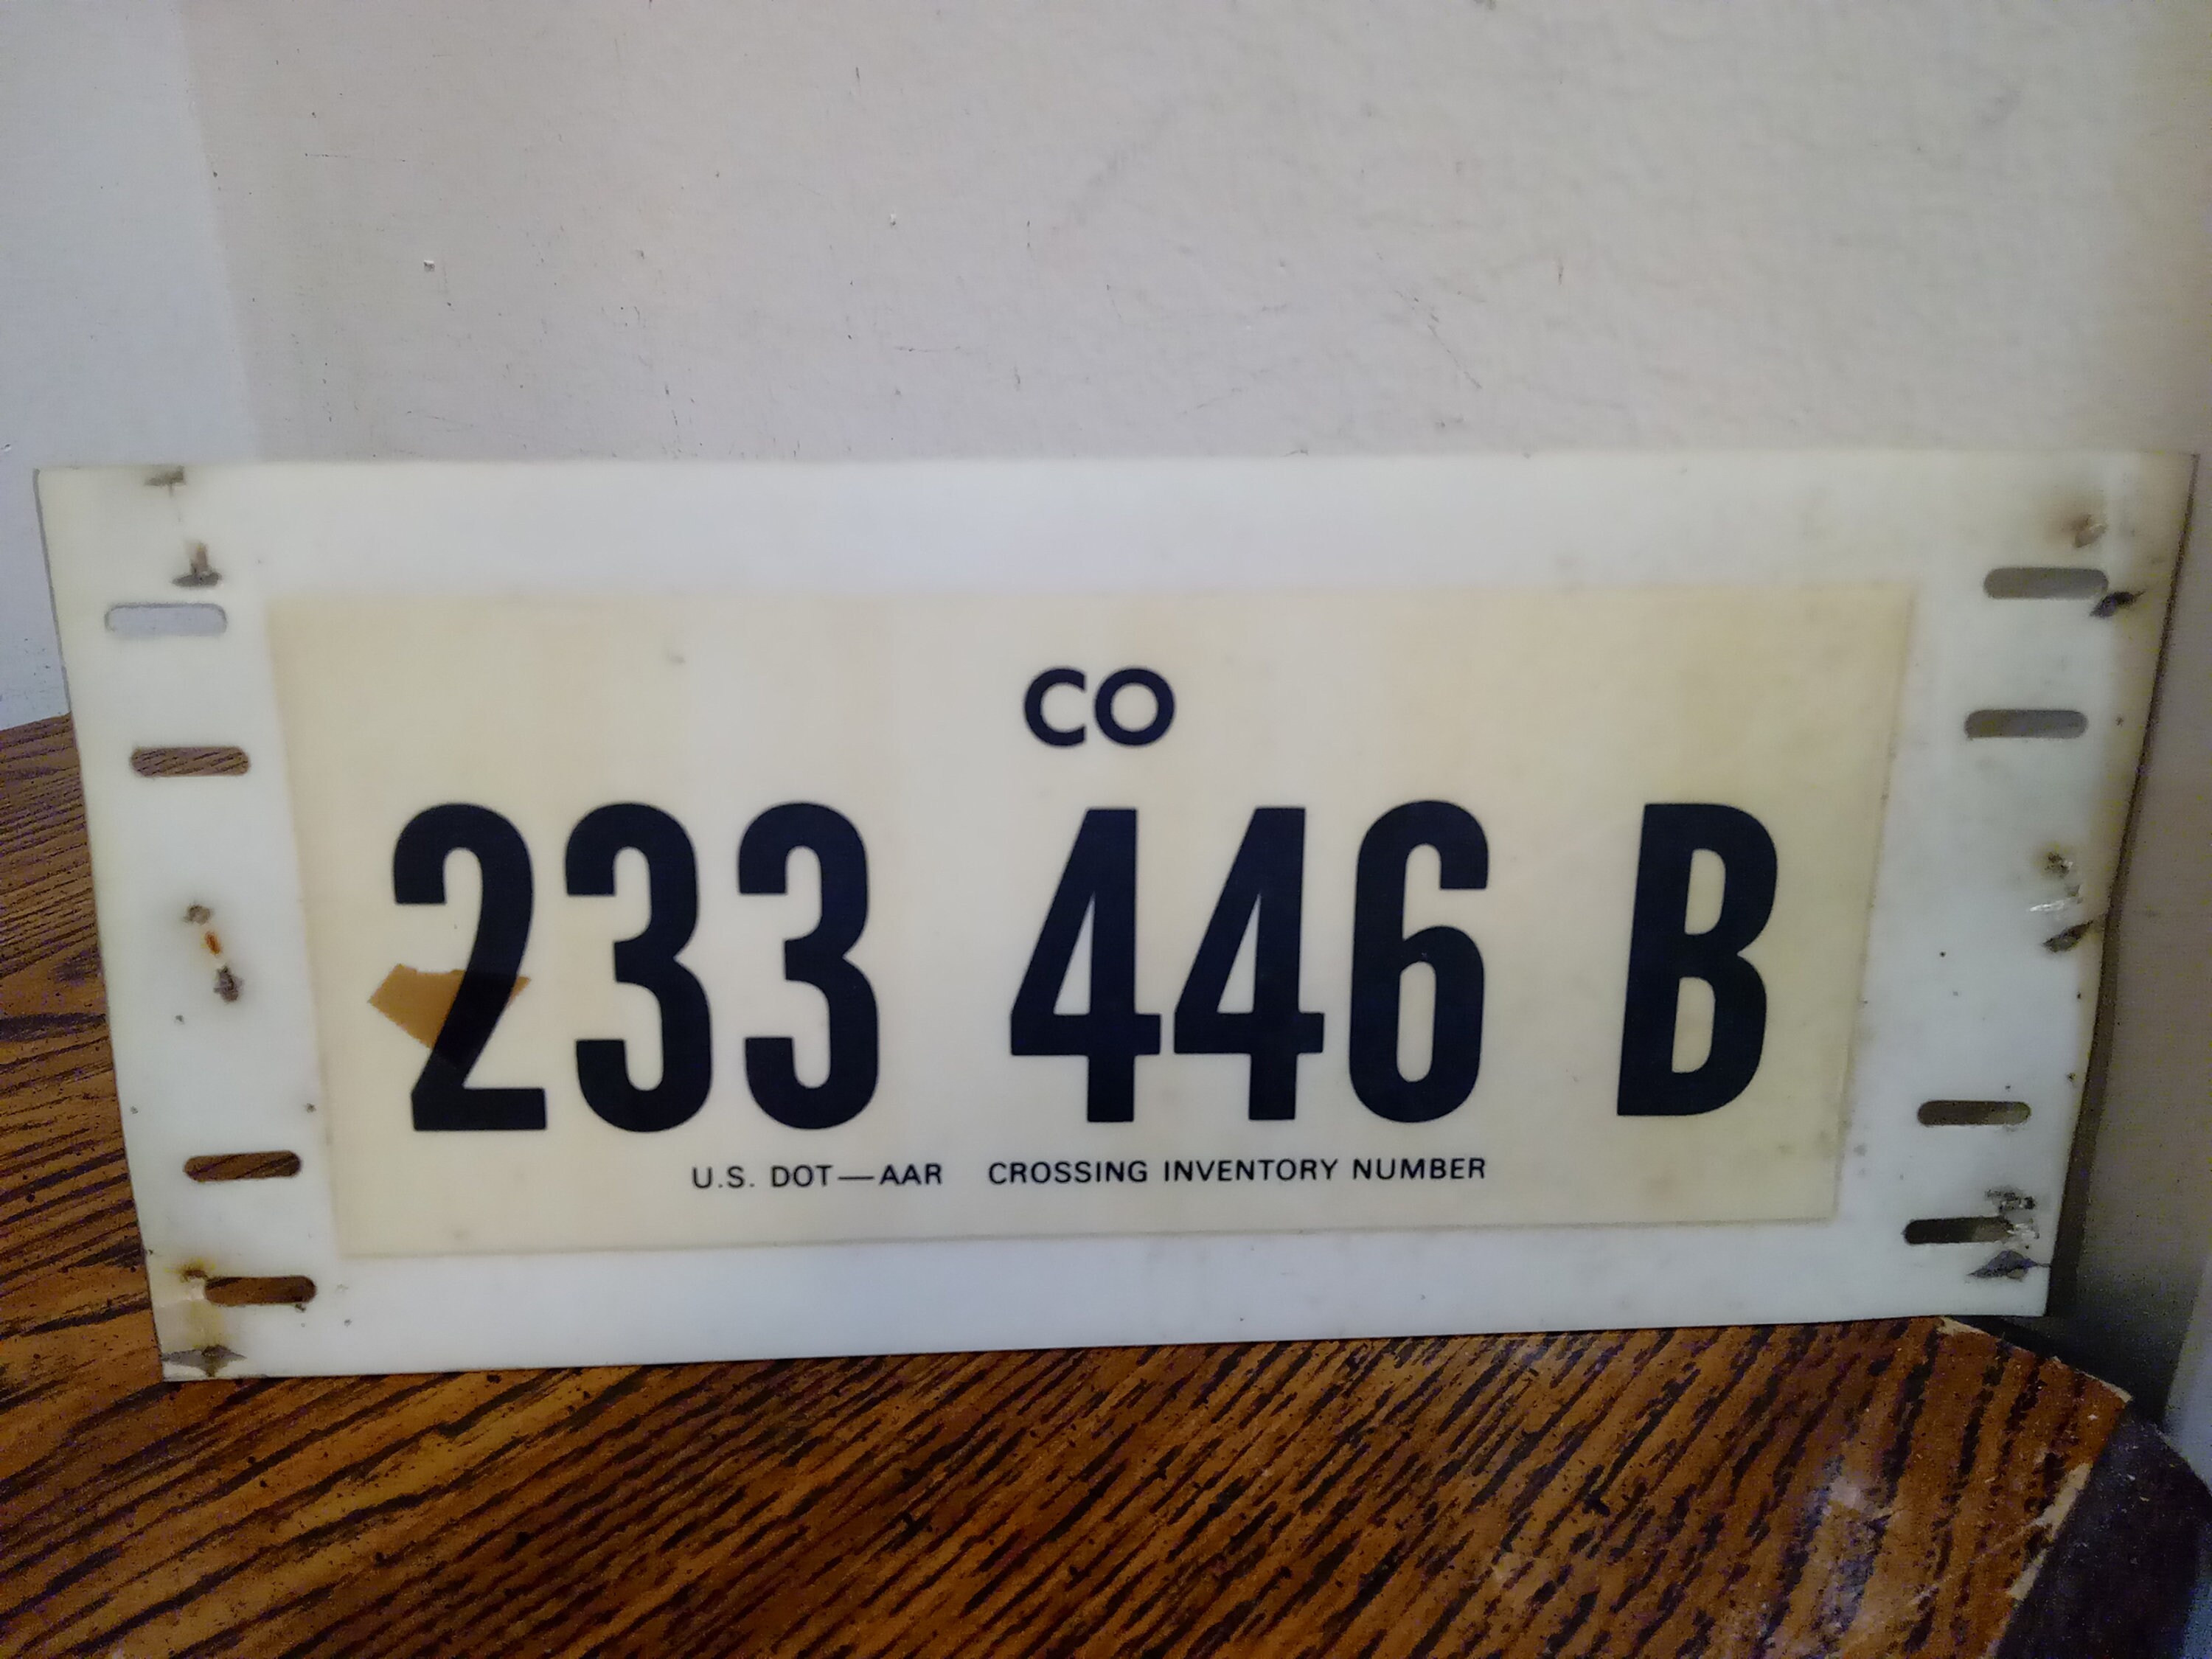 CO
233 446 B
U.S. DOT—AAR CROSSING INVENTORY NUMBER